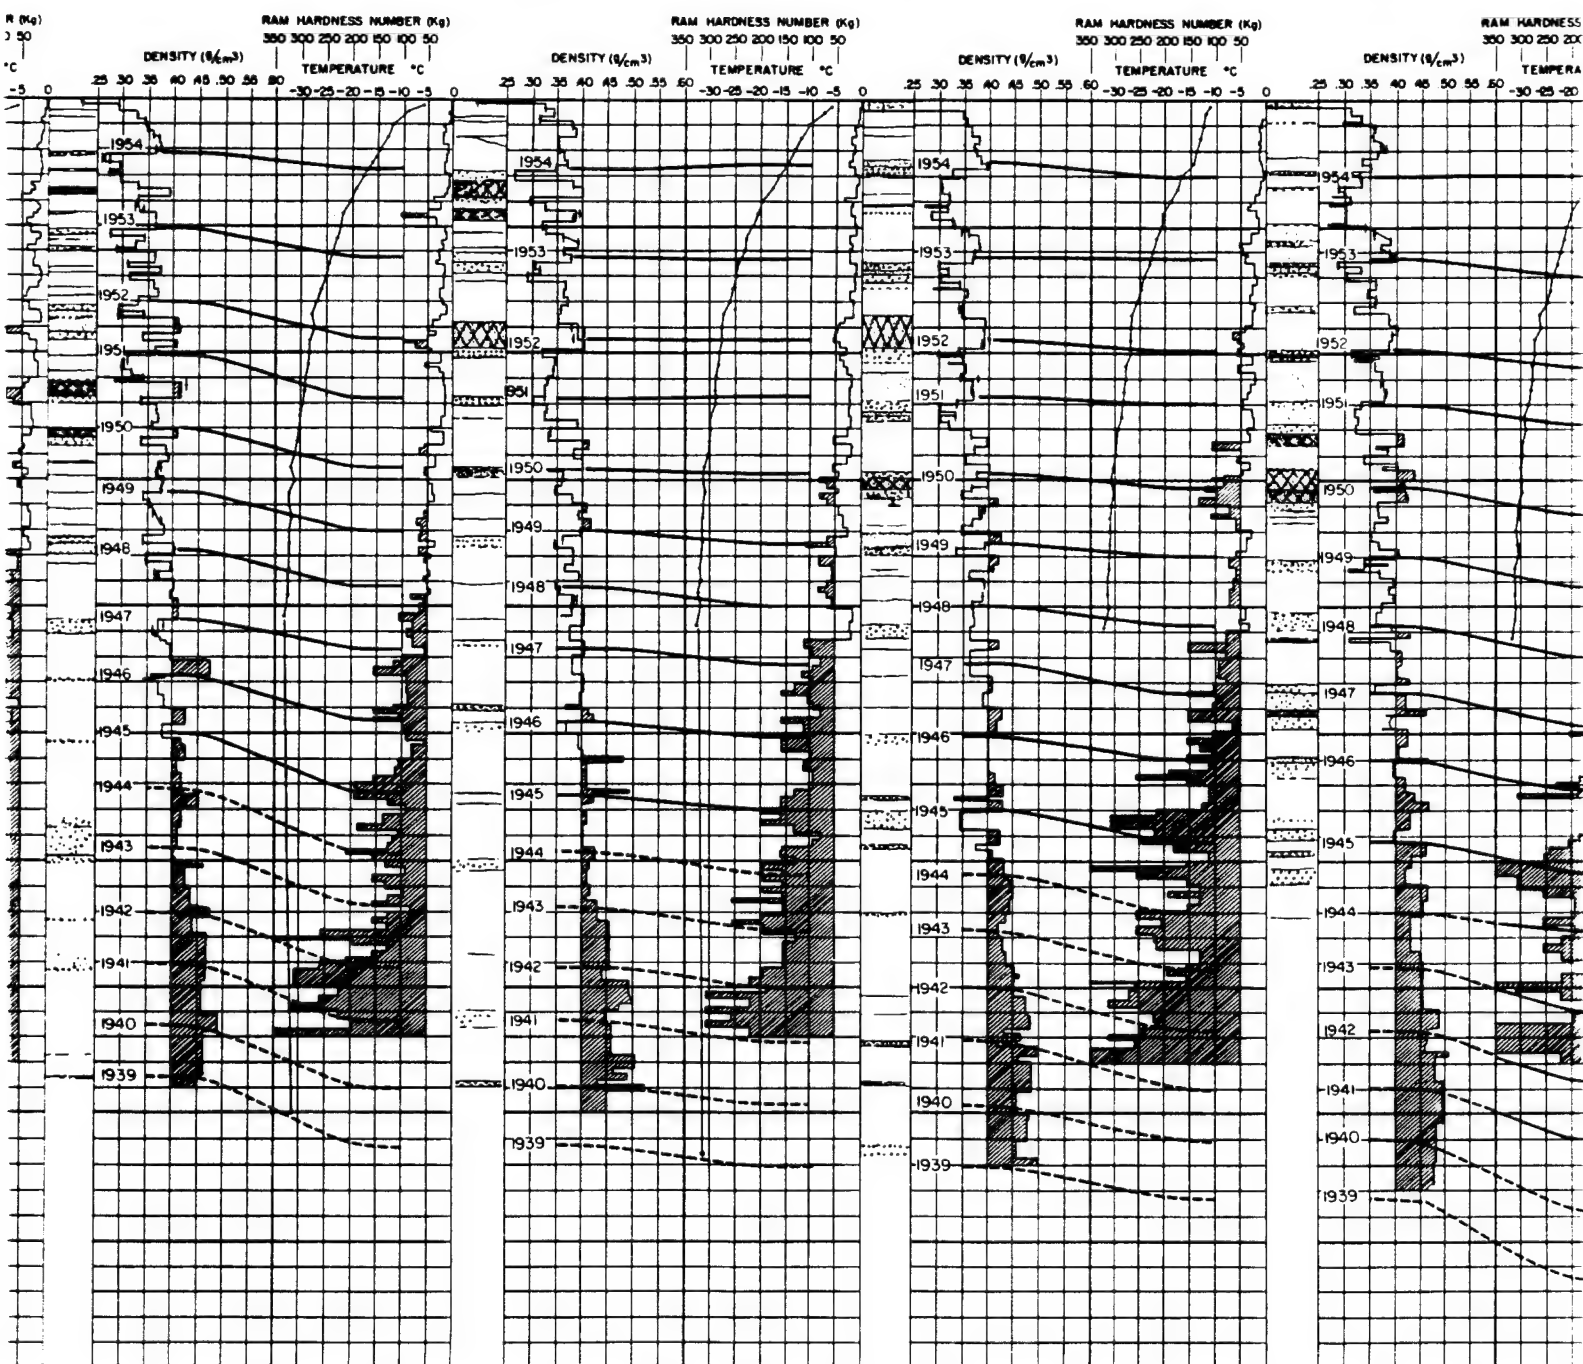 R (Kg) RAM HARDNESS NUMBER (Kg) RAM HARDNESS NUMBER (Kg) RAM HARDNESS NUMBER (Kg) RAM HARDNESS
50 350 300 250 200 150 100 50 350 300 250 200 150 100 50 350 300 250 200 150 100 50 350 300 250
DENSITY (g/cm³) DENSITY (g/cm³) DENSITY (g/cm³) DENSITY (g/cm³)
°C TEMPERATURE °C TEMPERATURE °C TEMPERATURE °C TEMPERA
.25 .30 .35 .40 .45 .50 .55 .60 .25 .30 .35 .40 .45 .50 .55 .60 .25 .30 .35 .40 .45 .50 .55 .60 .25 .30 .35 .40 .45 .50 .55 .60
-5 0 -30 -25 -20 -15 -10 -5 0 -30 -25 -20 -15 -10 -5 0 -30 -25 -20 -15 -10 -5 0 -30 -25 -20
1954 1954 1954 1954
1953 1953 1953 1953
1952 1952 1952 1952
1951 1951 1951 1951
1950 1950 1950 1950
1949 1949 1949 1949
1948 1948 1948 1948
1947 1947 1947 1947
1946 1946 1946 1946
1945 1945 1945 1945
1944 1944 1944 1944
1943 1943 1943 1943
1942 1942 1942 1942
1941 1941 1941 1941
1940 1940 1940 1940
1939 1939 1939 1939